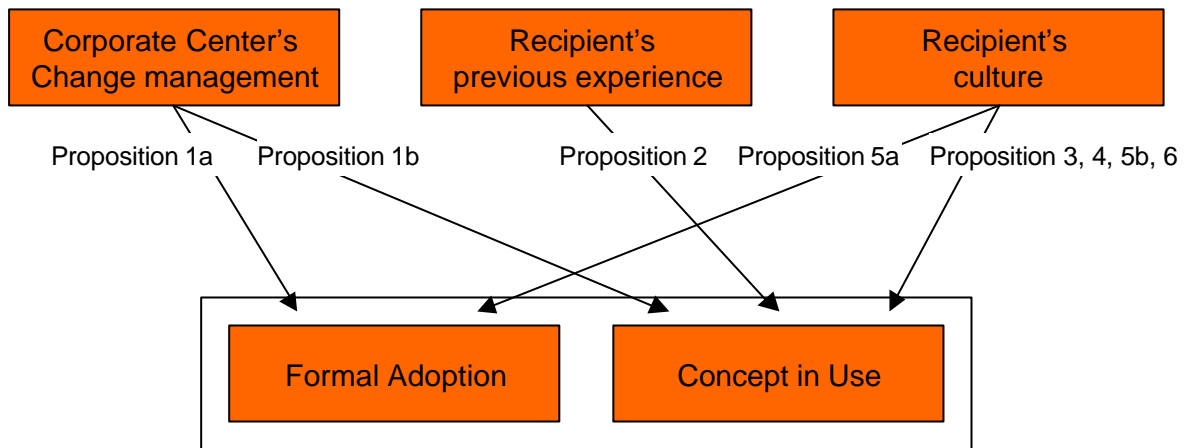 Corporate Center’s
Change management
Recipient’s
previous experience
Recipient’s
culture
Proposition 1a
Proposition 1b
Proposition 2
Proposition 5a
Proposition 3, 4, 5b, 6
Formal Adoption
Concept in Use